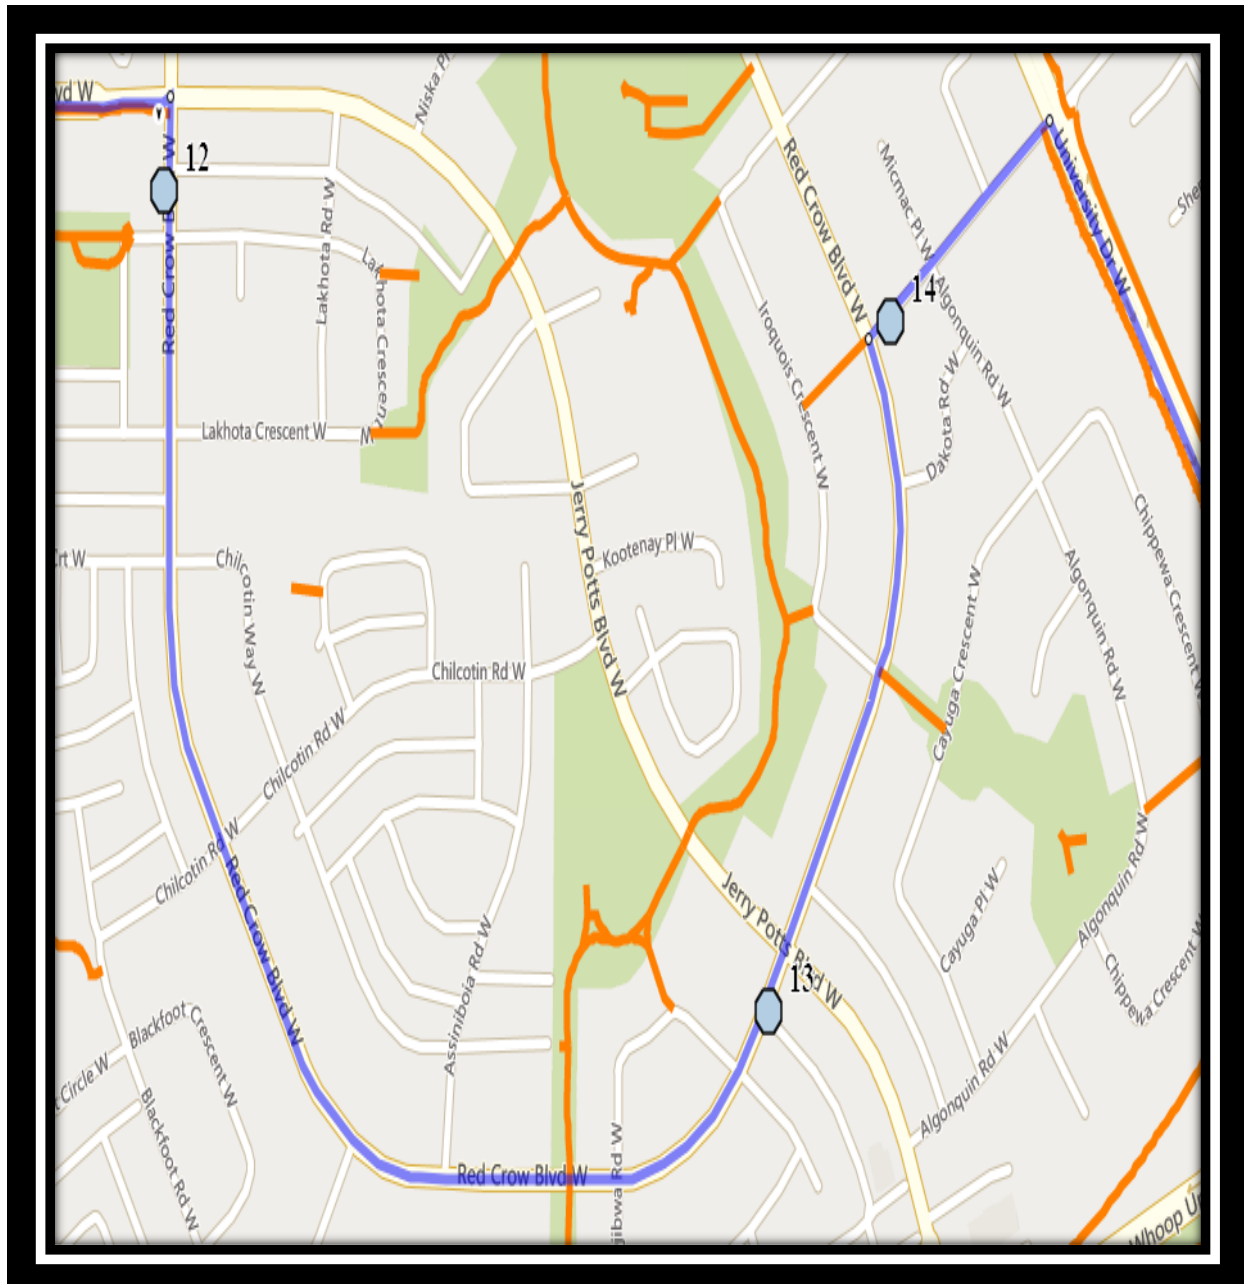 vd W
Niska Pl
12
Red Crow B
W
Lakhota Rd W
Lakhota Crescent
W
Lakhota Crescent W
Red Crow Blvd W
Micmac Pl W
University Dr W
She
14
Algonquin Rd W
Iroquois Crescent W
Dakota Rd W
Jerry Potts Blvd W
Kootenay Pl W
Crt W
Chilcotin Way W
Chilcotin Rd W
Chilcotin Rd W
Chilcotin Rd W
Chippewa Crescent W
Algonquin Rd W
Cayuga Crescent W
Red Crow Blvd W
Jerry Potts Blvd W
13
Cayuga Pl W
Algonquin Rd W
Chippewa Crescent W
Assiniboia Rd W
Blackfoot Crescent W
t Circle W
Blackfoot Rd W
Algonquin Rd W
Red Crow Blvd W
jibwa Rd W
Whoop Up